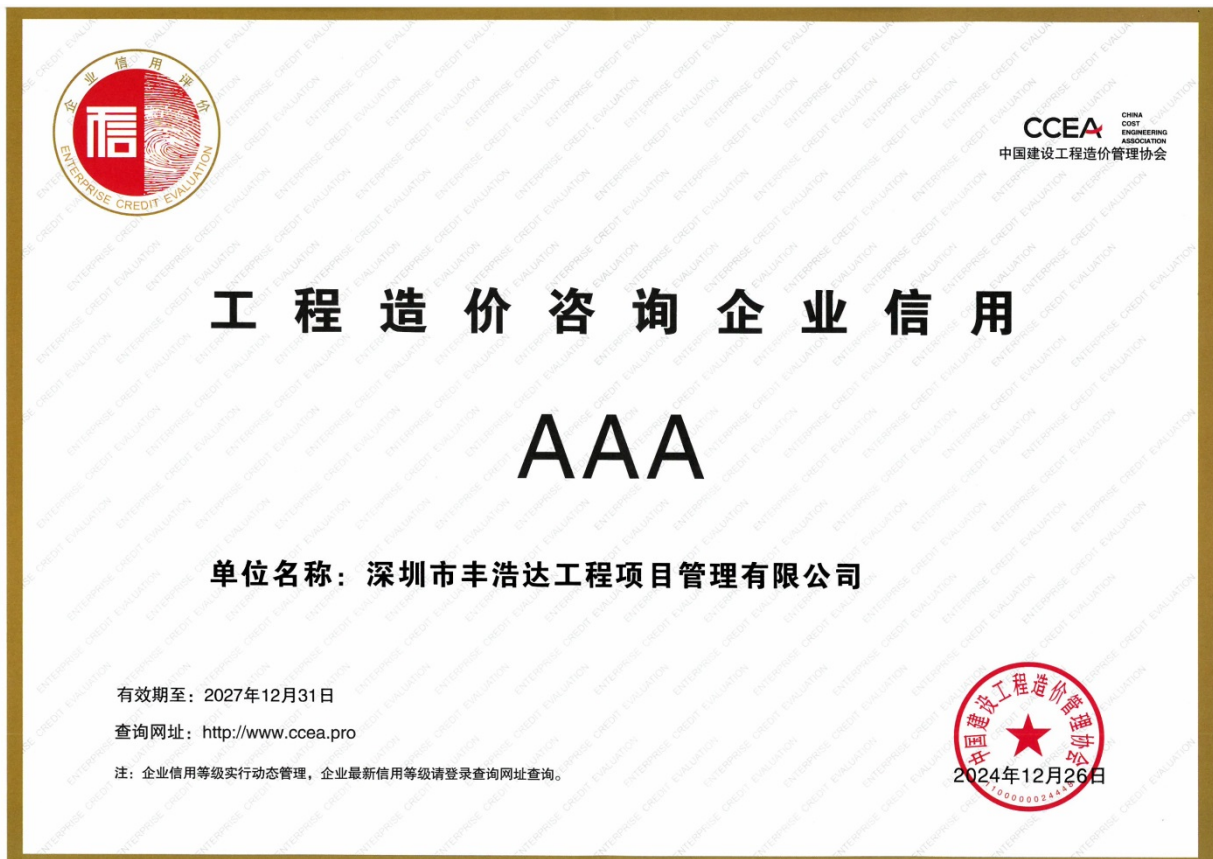 企业信用评价
信
ENTERPRISE CREDIT EVALUATION
CCEA
CHINA
COST
ENGINEERING
ASSOCIATION
中国建设工程造价管理协会
工程造价咨询企业信用
AAA
单位名称：深圳市丰浩达工程项目管理有限公司
有效期至：2027年12月31日
查询网址：http://www.ccea.pro
注：企业信用等级实行动态管理，企业最新信用等级请登录查询网址查询。
中国建设工程造价管理协会
2024年12月26日